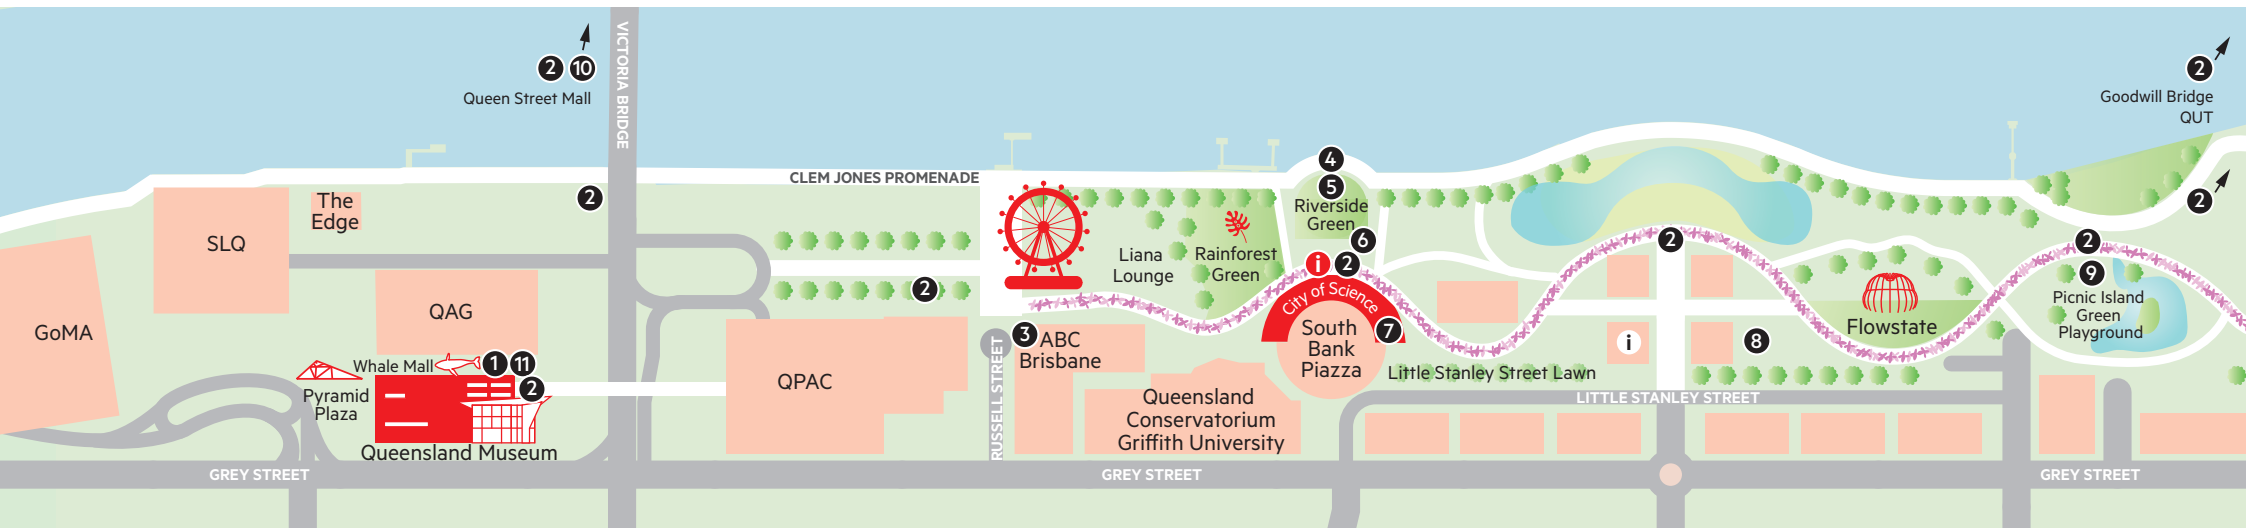 VICTORIA BRIDGE
2 10
Queen Street Mall
2
Goodwill Bridge
QUT
CLEM JONES PROMENADE
GoMA
SLQ
The
Edge
2
QAG
Whale Mall
1 11
2
Pyramid
Plaza
Queensland Museum
2
QPAC
RUSSELL STREET
3
ABC
Brisbane
Liana
Lounge
Rainforest
Green
4
5
Riverside
Green
6
i 2
City of Science
7
South
Bank
Piazza
Queensland
Conservatorium
Griffith University
Little Stanley Street Lawn
LITTLE STANLEY STREET
2
i
8
Flowstate
2
2
9
Picnic Island
Green
Playground
GREY STREET
GREY STREET
GREY STREET